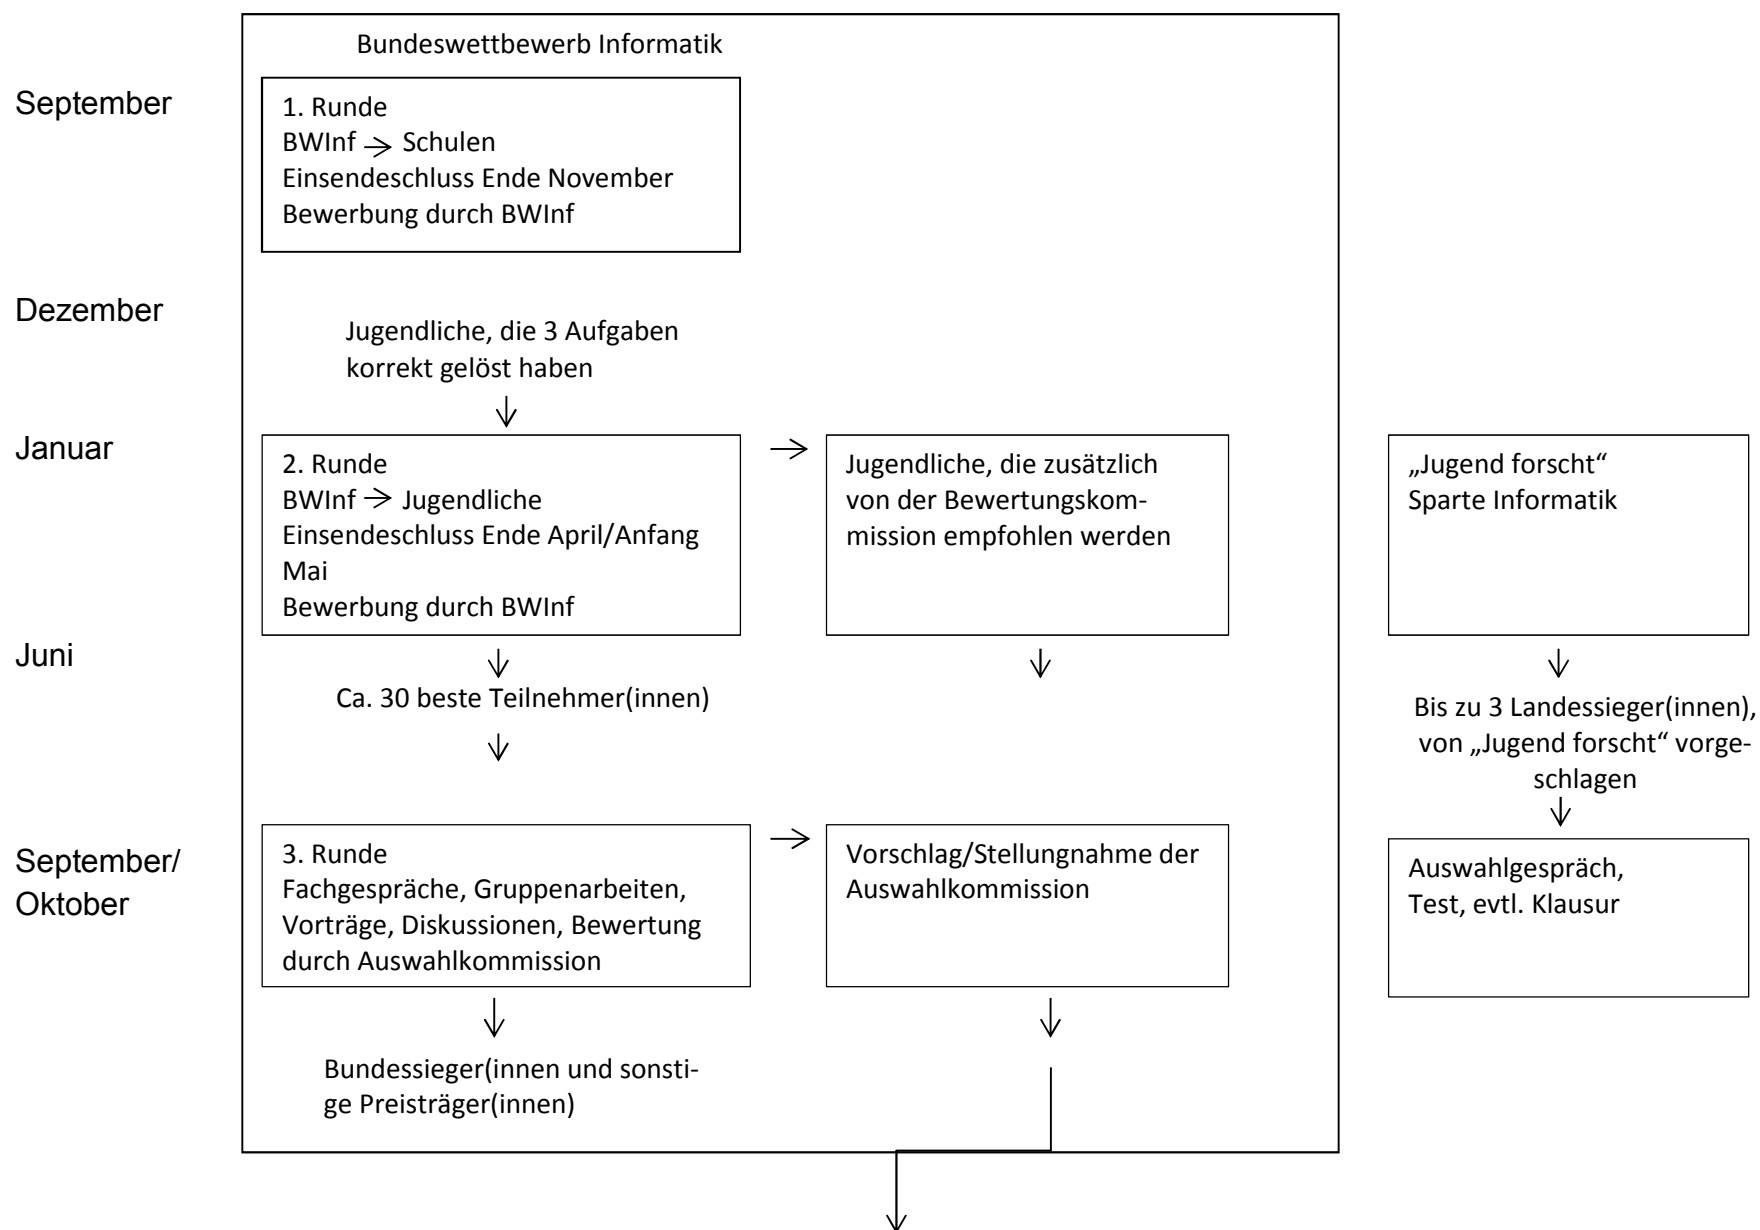 Bundeswettbewerb Informatik
September
1. Runde
BWInf → Schulen
Einsendeschluss Ende November
Bewerbung durch BWInf
Dezember
Jugendliche, die 3 Aufgaben
korrekt gelöst haben
Januar
2. Runde
BWInf → Jugendliche
Einsendeschluss Ende April/Anfang
Mai
Bewerbung durch BWInf
Jugendliche, die zusätzlich
von der Bewertungskom-
mission empfohlen werden
„Jugend forscht“
Sparte Informatik
Juni
Ca. 30 beste Teilnehmer(innen)
Bis zu 3 Landessieger(innen),
von „Jugend forscht“ vorge-
schlagen
September/
Oktober
3. Runde
Fachgespräche, Gruppenarbeiten,
Vorträge, Diskussionen, Bewertung
durch Auswahlkommission
Vorschlag/Stellungnahme der
Auswahlkommission
Auswahlgespräch,
Test, evtl. Klausur
Bundessieger(innen und sonsti-
ge Preisträger(innen)